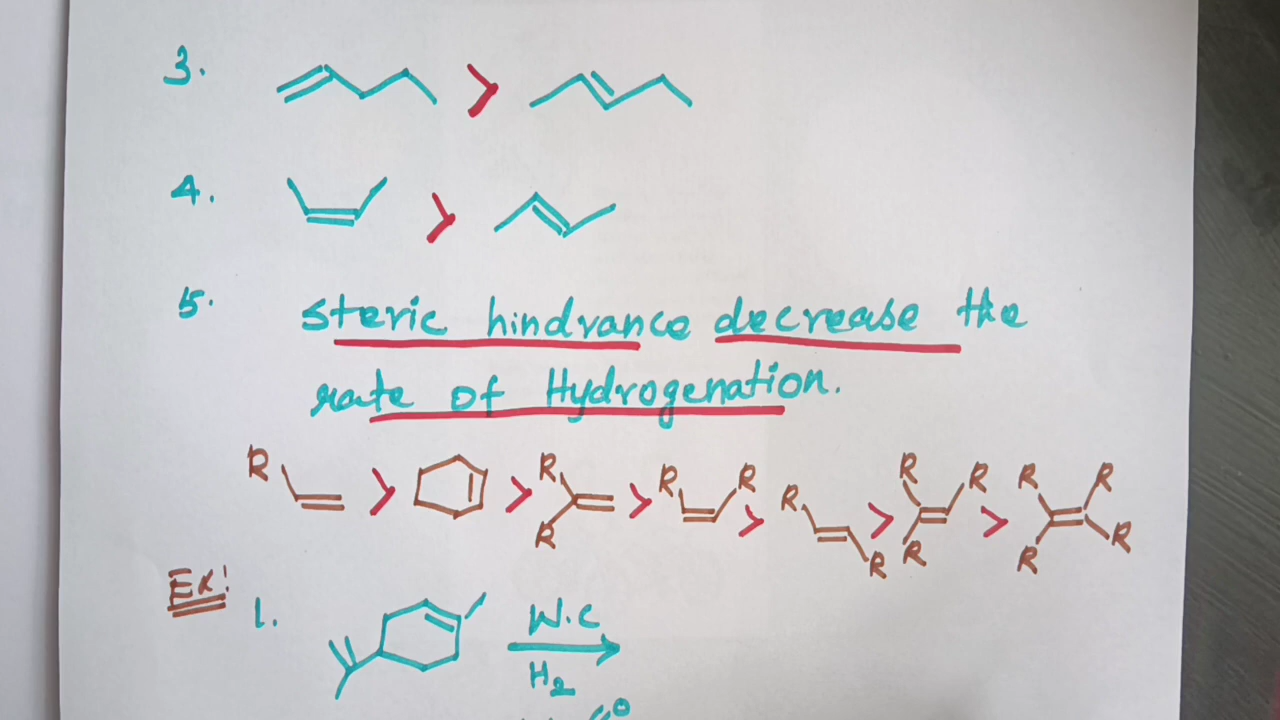 3. >
4. >
5. Steric hindrance decrease the
rate of Hydrogenation.
R > > R R > R R > R R > R R R > R R R R
Ex!
1. W.C
H2